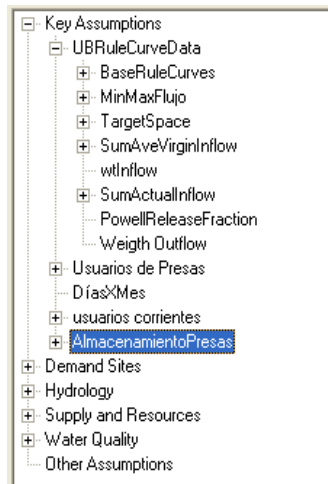 Key Assumptions
UBRuleCurveData
BaseRuleCurves
MinMaxFlujo
TargetSpace
SumAveVirginInflow
wtInflow
SumActualInflow
PowellReleaseFraction
Weigth Outflow
Usuarios de Presas
DíasXMes
usuarios corrientes
AlmacenamientoPresas
Demand Sites
Hydrology
Supply and Resources
Water Quality
Other Assumptions